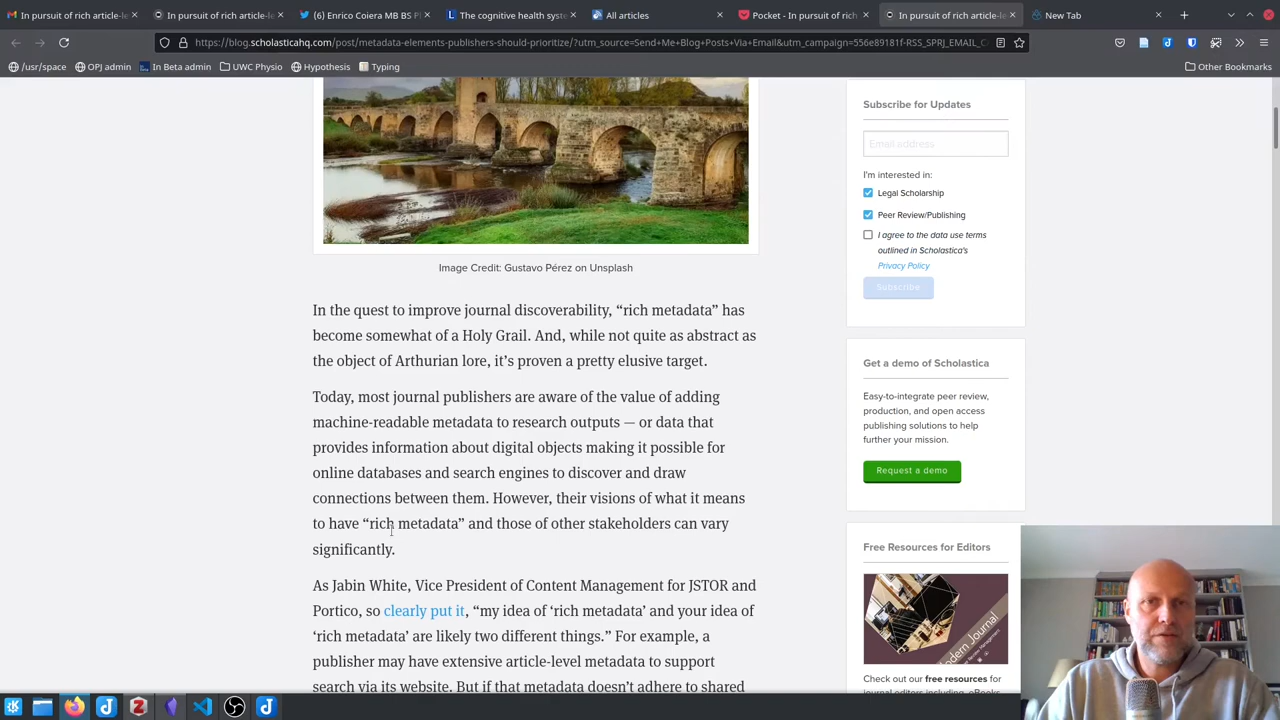 In pursuit of rich article-le
In pursuit of rich article-le
(6) Enrico Coiera MB BS P
The cognitive health syste
All articles
Pocket - In pursuit of rich
In pursuit of rich article-le
New Tab
https://blog.scholasticahq.com/post/metadata-elements-publishers-should-prioritize/?utm_source=Send+Me+Blog+Posts+Via+Email&utm_campaign=556e89181f-RSS_SPRJ_EMAIL_C
@/usr/space
OPJ admin
In Beta admin
UWC Physio
Hypothesis
Typing
Other Bookmarks
Image Credit: Gustavo Pérez on Unsplash
In the quest to improve journal discoverability, “rich metadata” has
become somewhat of a Holy Grail. And, while not quite as abstract as
the object of Arthurian lore, it’s proven a pretty elusive target.
Today, most journal publishers are aware of the value of adding
machine-readable metadata to research outputs — or data that
provides information about digital objects making it possible for
online databases and search engines to discover and draw
connections between them. However, their visions of what it means
to have “rich metadata” and those of other stakeholders can vary
significantly.
As Jabin White, Vice President of Content Management for JSTOR and
Portico, so clearly put it, “my idea of ‘rich metadata’ and your idea of
‘rich metadata’ are likely two different things.” For example, a
publisher may have extensive article-level metadata to support
search via its website. But if that metadata doesn’t adhere to shared
Subscribe for Updates
Email address
I'm interested in:
Legal Scholarship
Peer Review/Publishing
I agree to the data use terms
outlined in Scholastica's
Privacy Policy
Subscribe
Get a demo of Scholastica
Easy-to-integrate peer review,
production, and open access
publishing solutions to help
further your mission.
Request a demo
Free Resources for Editors
Modern Journal
Check out our free resources for
journal editors including, eBooks